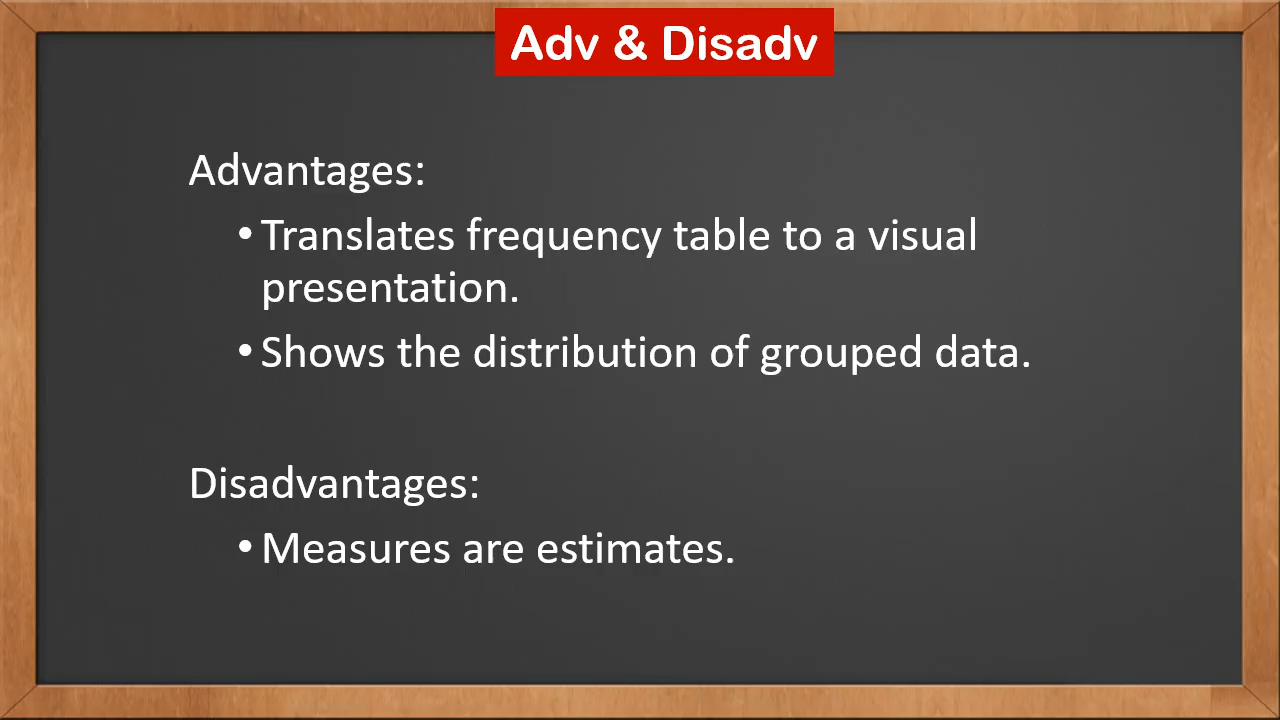 Adv & Disadv
Advantages:
• Translates frequency table to a visual
presentation.
• Shows the distribution of grouped data.
Disadvantages:
• Measures are estimates.